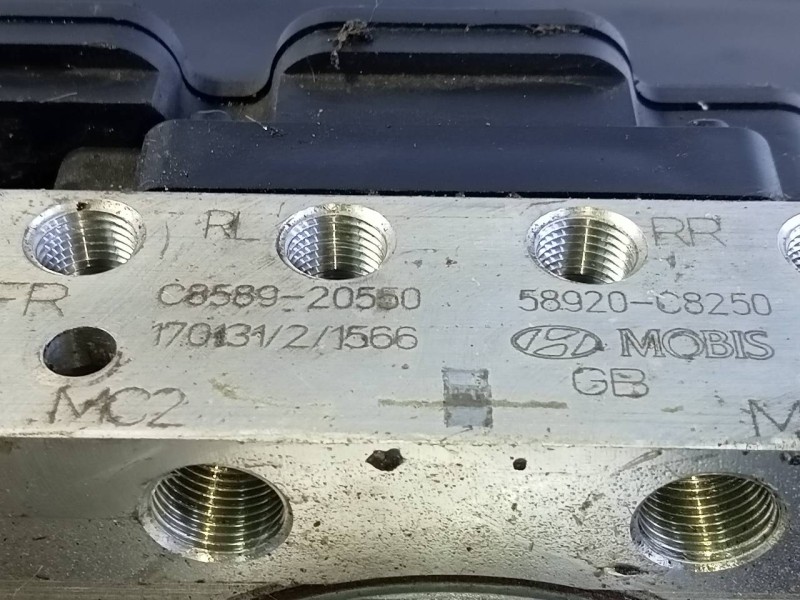 RL RR
FR C8589-20550 58920-C8250
170131/2/1566 MOBIS
MC2 GB M